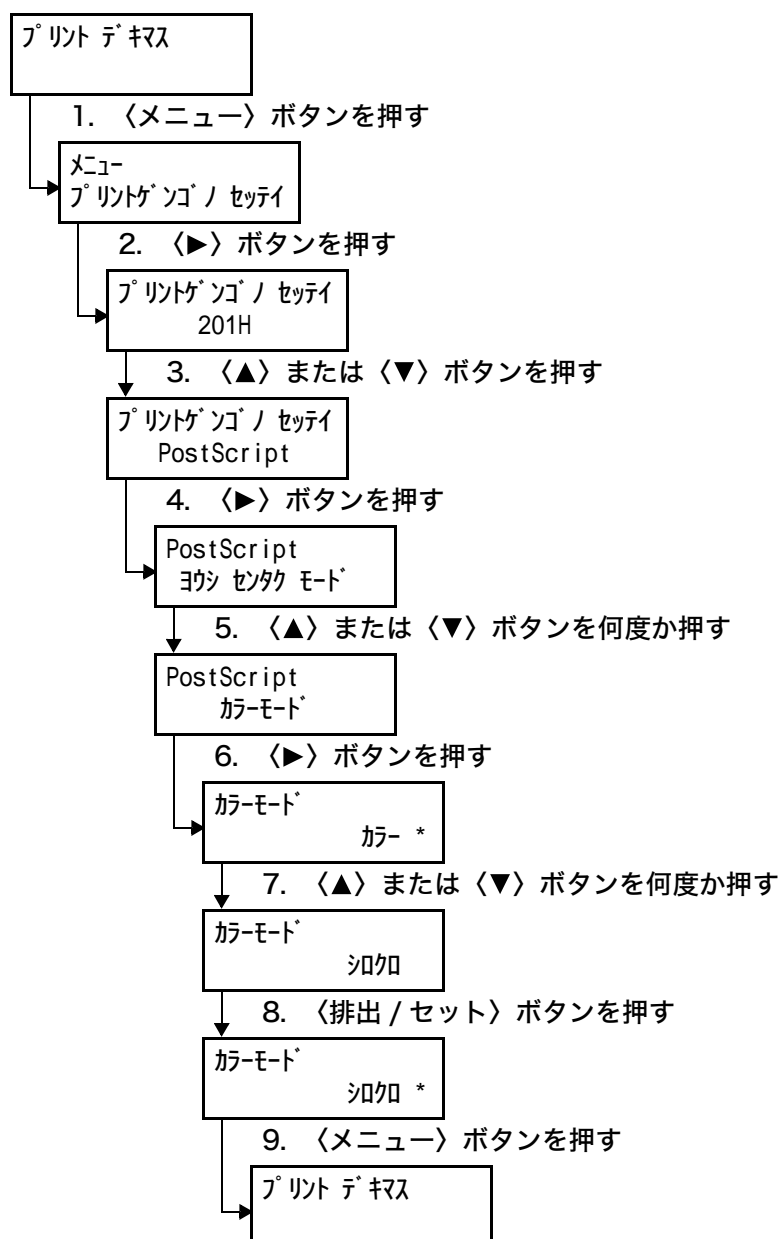 ﾌﾟﾘﾝﾄ ﾃﾞｷﾏｽ
1. 〈メニュー〉ボタンを押す
ﾒﾆｭｰ
ﾌﾟﾘﾝﾄｹﾞﾝｺﾞﾉ ｾｯﾃｲ
2. 〈▶〉ボタンを押す
ﾌﾟﾘﾝﾄｹﾞﾝｺﾞﾉ ｾｯﾃｲ
201H
3. 〈▲〉または〈▼〉ボタンを押す
ﾌﾟﾘﾝﾄｹﾞﾝｺﾞﾉ ｾｯﾃｲ
PostScript
4. 〈▶〉ボタンを押す
PostScript
ﾖｳｼ ｾﾝﾀｸ ﾓｰﾄﾞ
5. 〈▲〉または〈▼〉ボタンを何度か押す
PostScript
ｶﾗｰﾓｰﾄﾞ
6. 〈▶〉ボタンを押す
ｶﾗｰﾓｰﾄﾞ
ｶﾗｰ *
7. 〈▲〉または〈▼〉ボタンを何度か押す
ｶﾗｰﾓｰﾄﾞ
ｼﾛｸﾛ
8. 〈排出 / セット〉ボタンを押す
ｶﾗｰﾓｰﾄﾞ
ｼﾛｸﾛ *
9. 〈メニュー〉ボタンを押す
ﾌﾟﾘﾝﾄ ﾃﾞｷﾏｽ